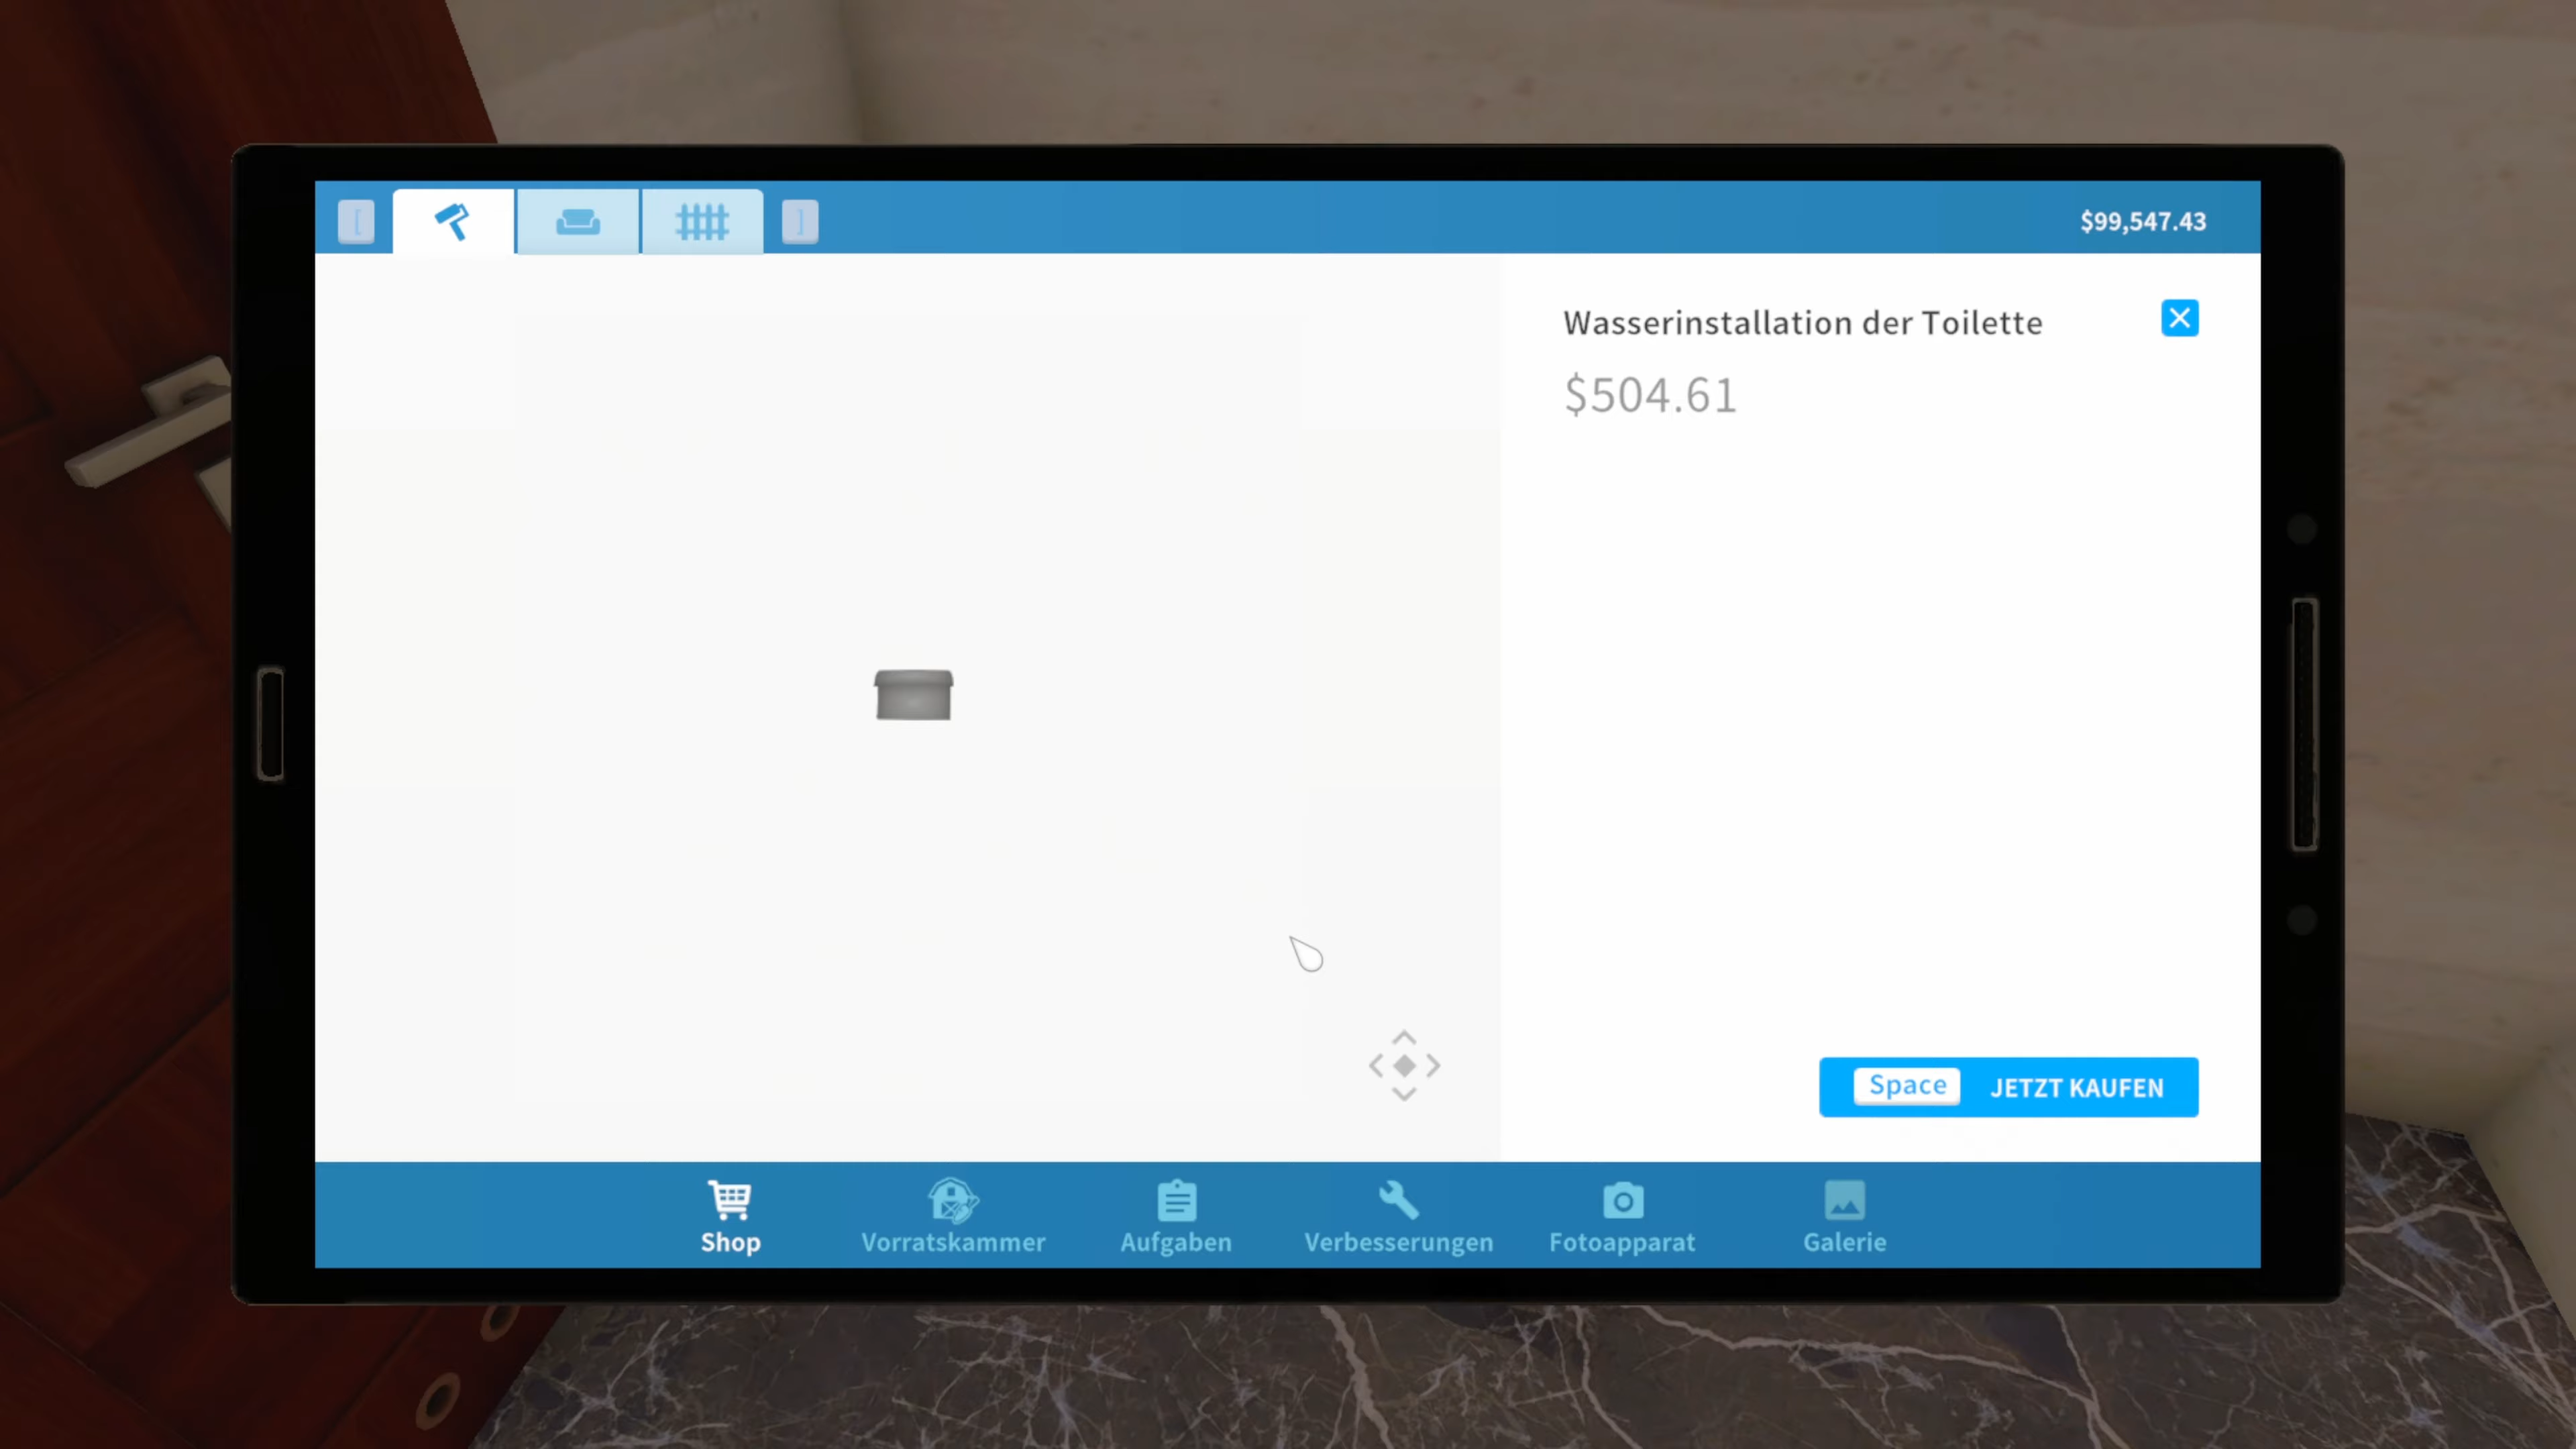 [
]
$99,547.43
Wasserinstallation der Toilette
$504.61
Space JETZT KAUFEN
Shop
Vorratskammer
Aufgaben
Verbesserungen
Fotoapparat
Galerie